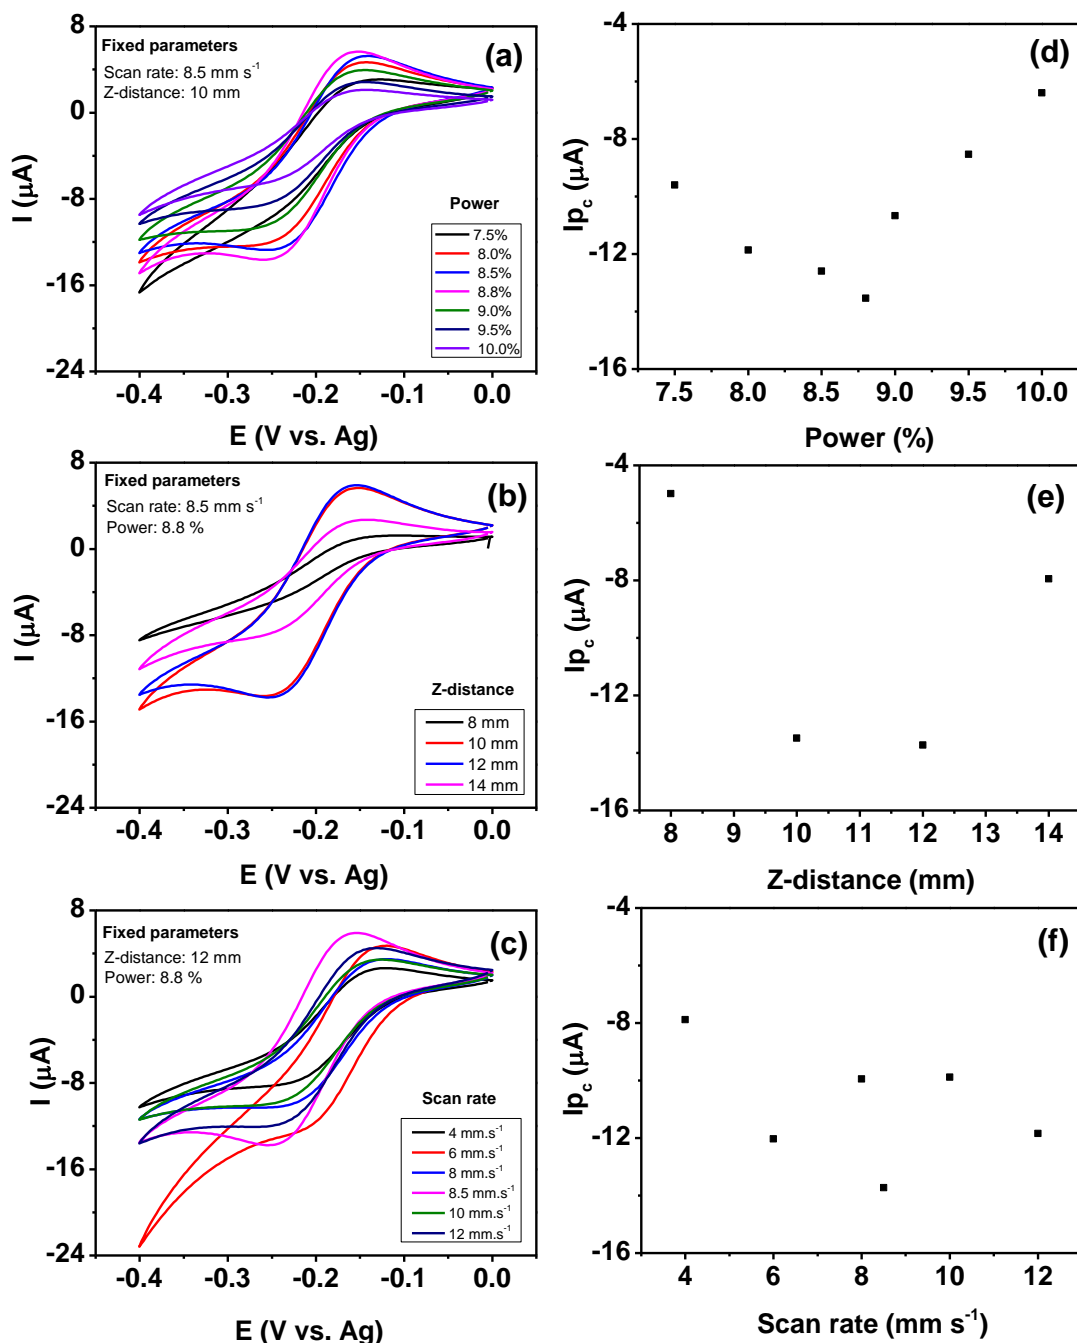 Fixed parameters
Scan rate: 8.5 mm s⁻¹
Z-distance: 10 mm
(a)
8
0
-8
-16
-24
I (μA)
Power
7.5%
8.0%
8.5%
8.8%
9.0%
9.5%
10.0%
-0.4 -0.3 -0.2 -0.1 0.0
E (V vs. Ag)
(d)
-4
-8
-12
-16
Ip_c (μA)
7.5 8.0 8.5 9.0 9.5 10.0
Power (%)
Fixed parameters
Scan rate: 8.5 mm s⁻¹
Power: 8.8 %
(b)
8
0
-8
-16
-24
I (μA)
Z-distance
8 mm
10 mm
12 mm
14 mm
-0.4 -0.3 -0.2 -0.1 0.0
E (V vs. Ag)
(e)
-4
-8
-12
-16
Ip_c (μA)
8 9 10 11 12 13 14
Z-distance (mm)
Fixed parameters
Z-distance: 12 mm
Power: 8.8 %
(c)
8
0
-8
-16
-24
I (μA)
Scan rate
4 mm.s⁻¹
6 mm.s⁻¹
8 mm.s⁻¹
8.5 mm.s⁻¹
10 mm.s⁻¹
12 mm.s⁻¹
-0.4 -0.3 -0.2 -0.1 0.0
E (V vs. Ag)
(f)
-4
-8
-12
-16
Ip_c (μA)
4 6 8 10 12
Scan rate (mm s⁻¹)